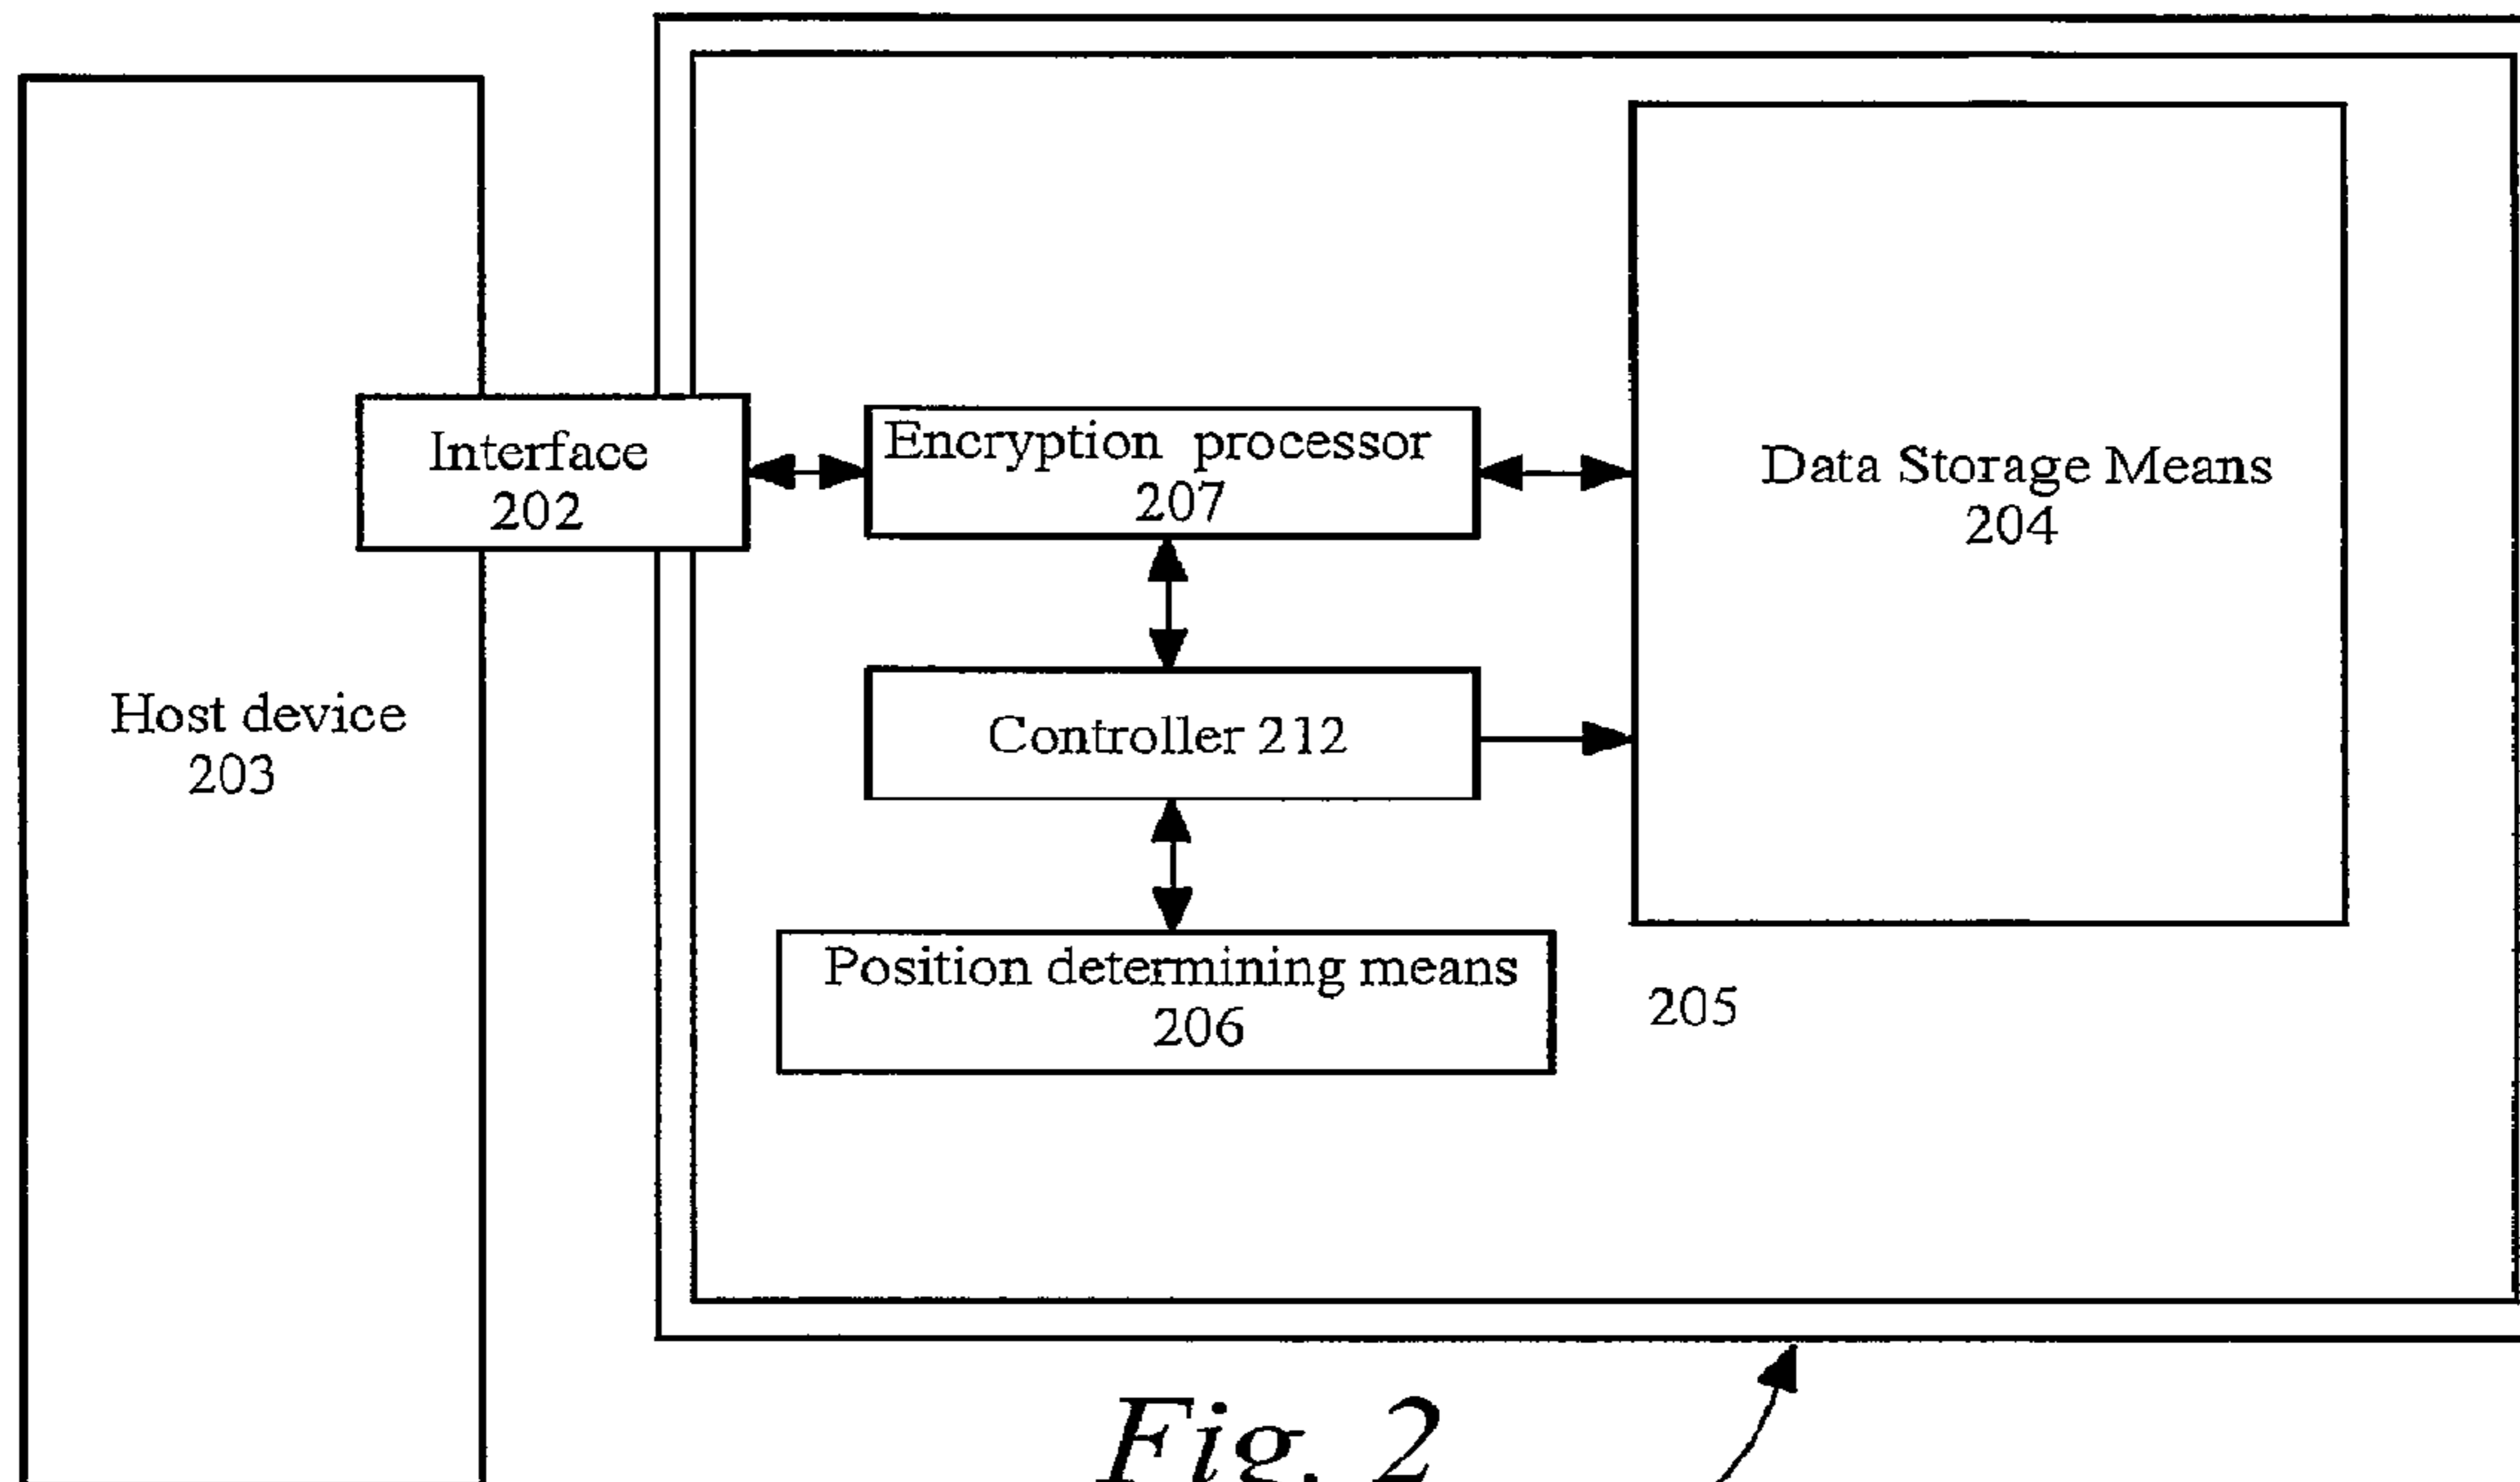 Interface
202
Encryption processor
207
Data Storage Means
204
Host device
203
Controller 212
Position determining means
206
205
Fig. 2